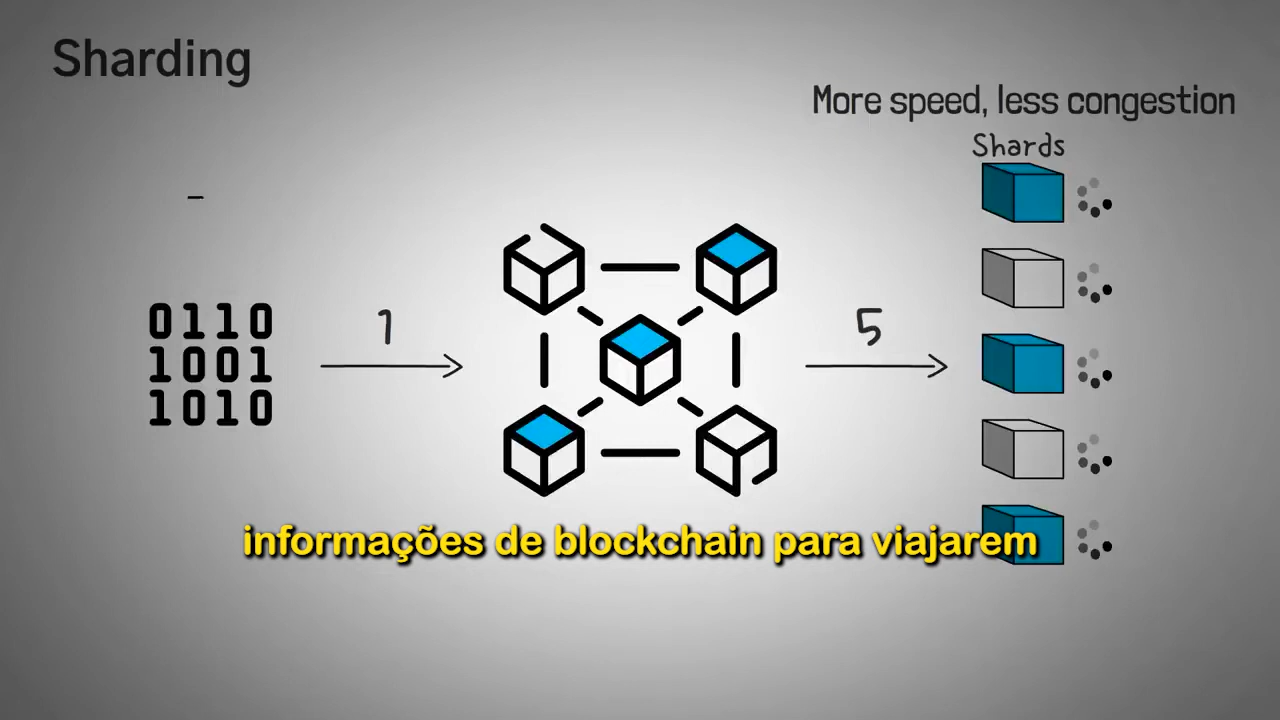 Sharding
More speed, less congestion
Shards
0110
1001
1010
1
5
informações de blockchain para viajarem